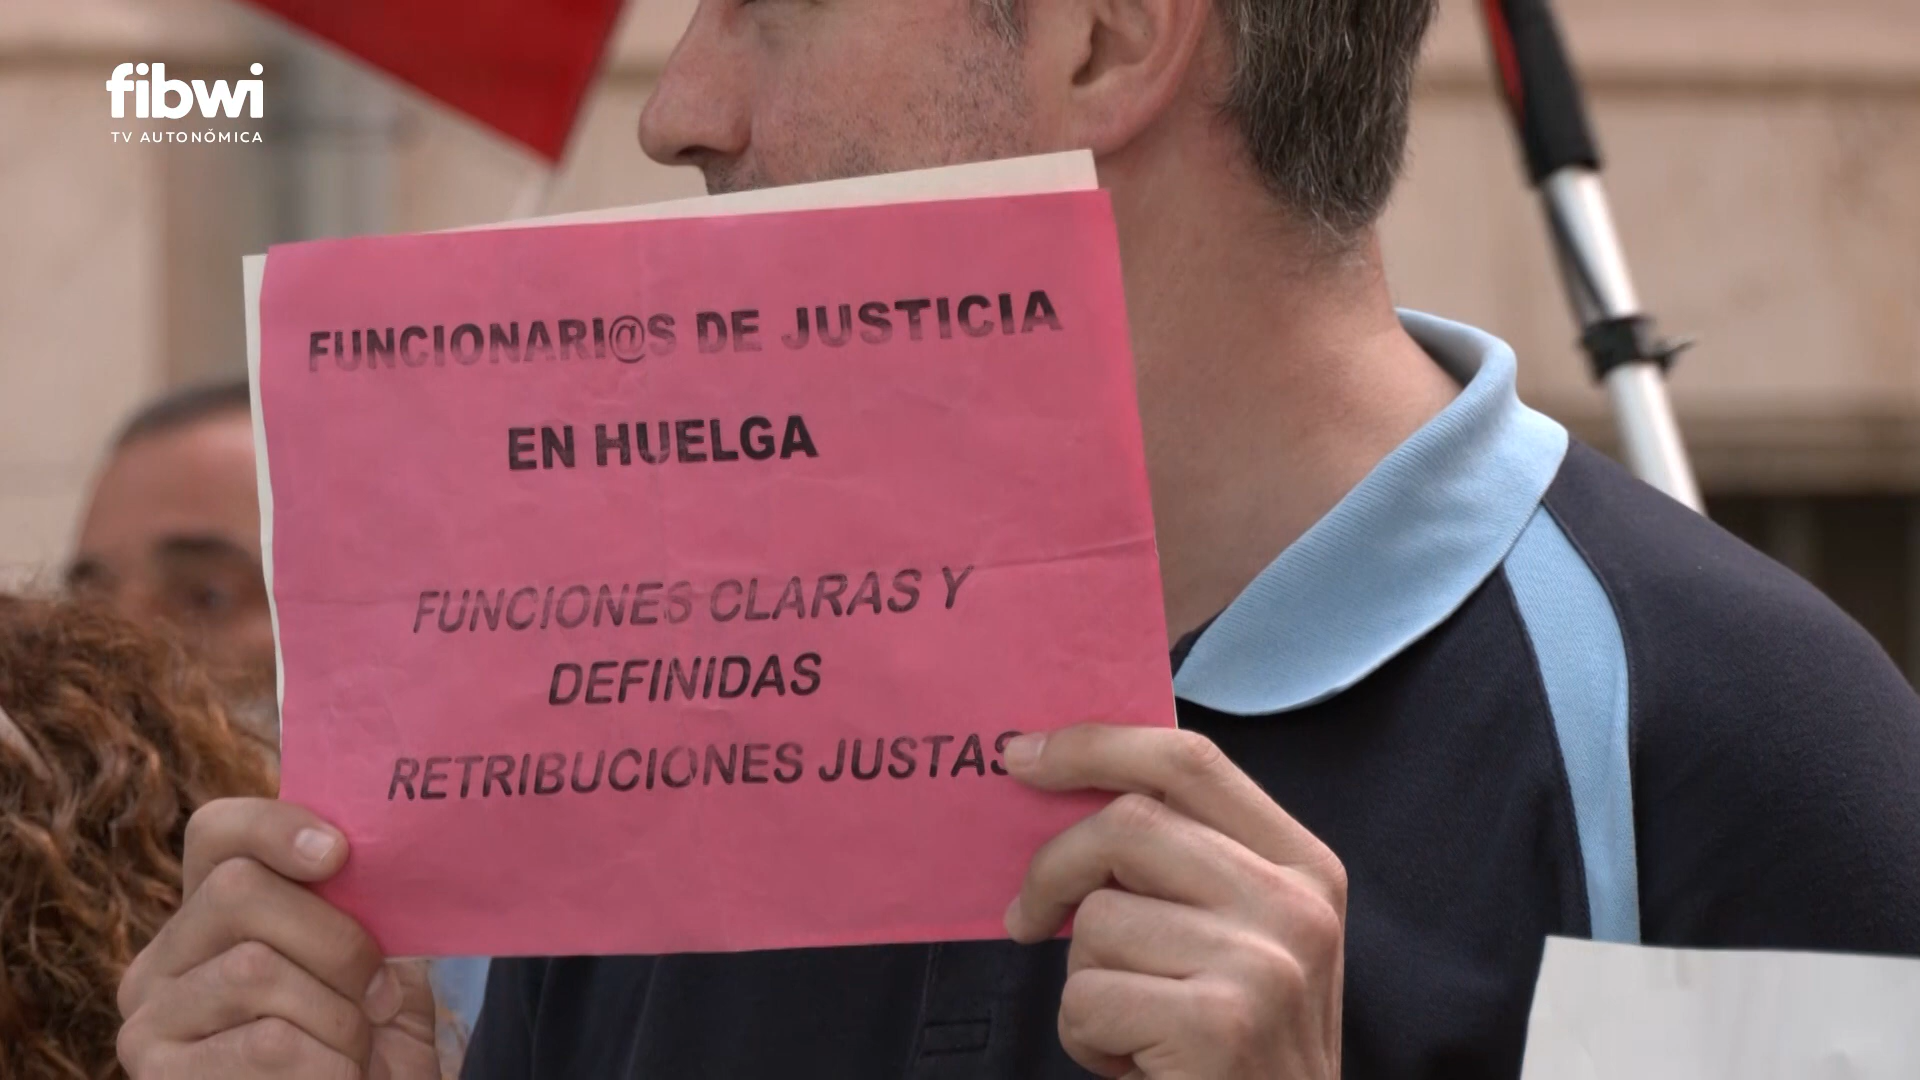 fibwi
TV AUTONÓMICA
FUNCIONARI@S DE JUSTICIA
EN HUELGA
FUNCIONES CLARAS Y
DEFINIDAS
RETRIBUCIONES JUSTAS